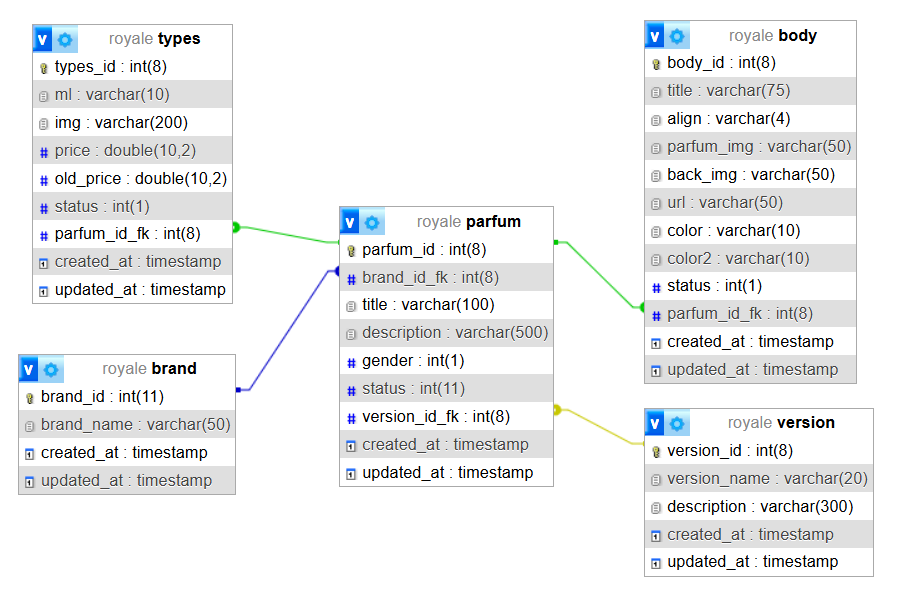 v royale types
types_id : int(8)
ml : varchar(10)
img : varchar(200)
# price : double(10,2)
# old_price : double(10,2)
# status : int(1)
# parfum_id_fk : int(8)
created_at : timestamp
updated_at : timestamp
v royale brand
brand_id : int(11)
brand_name : varchar(50)
created_at : timestamp
updated_at : timestamp
v royale parfum
parfum_id : int(8)
# brand_id_fk : int(8)
title : varchar(100)
description : varchar(500)
# gender : int(1)
# status : int(11)
# version_id_fk : int(8)
created_at : timestamp
updated_at : timestamp
v royale body
body_id : int(8)
title : varchar(75)
align : varchar(4)
parfum_img : varchar(50)
back_img : varchar(50)
url : varchar(50)
color : varchar(10)
color2 : varchar(10)
# status : int(1)
# parfum_id_fk : int(8)
created_at : timestamp
updated_at : timestamp
v royale version
version_id : int(8)
version_name : varchar(20)
description : varchar(300)
created_at : timestamp
updated_at : timestamp